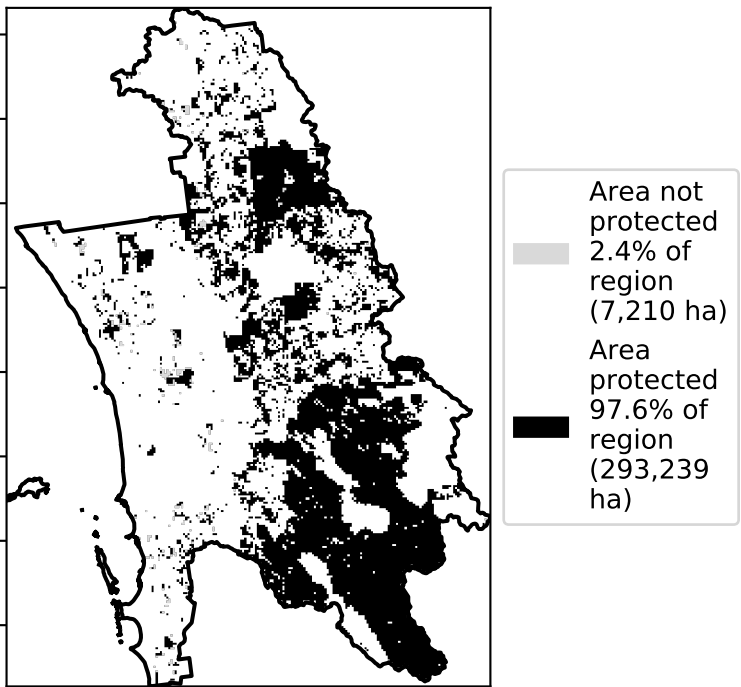 Area not
protected
2.4% of
region
(7,210 ha)
Area
protected
97.6% of
region
(293,239
ha)